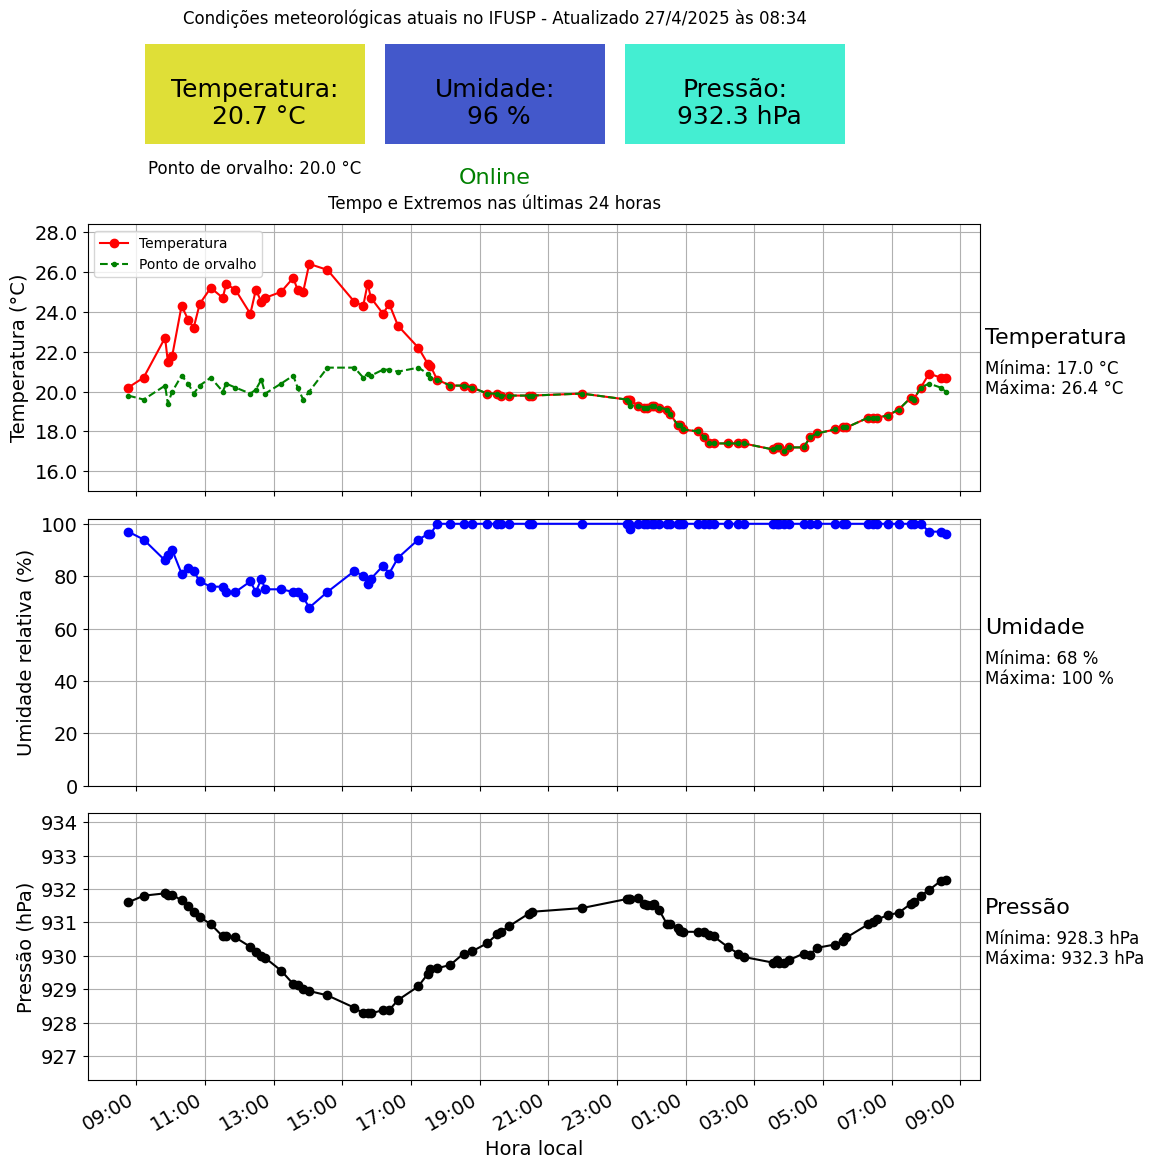 Condições meteorológicas atuais no IFUSP - Atualizado 27/4/2025 às 08:34
Temperatura:
20.7 °C
Umidade:
96 %
Pressão:
932.3 hPa
Ponto de orvalho: 20.0 °C
Online
Tempo e Extremos nas últimas 24 horas
Temperatura (°C)
28.0
26.0
24.0
22.0
20.0
18.0
16.0
Temperatura
Ponto de orvalho
Temperatura
Mínima: 17.0 °C
Máxima: 26.4 °C
Umidade relativa (%)
100
80
60
40
20
0
Umidade
Mínima: 68 %
Máxima: 100 %
Pressão (hPa)
934
933
932
931
930
929
928
927
Pressão
Mínima: 928.3 hPa
Máxima: 932.3 hPa
09:00 11:00 13:00 15:00 17:00 19:00 21:00 23:00 01:00 03:00 05:00 07:00 09:00
Hora local